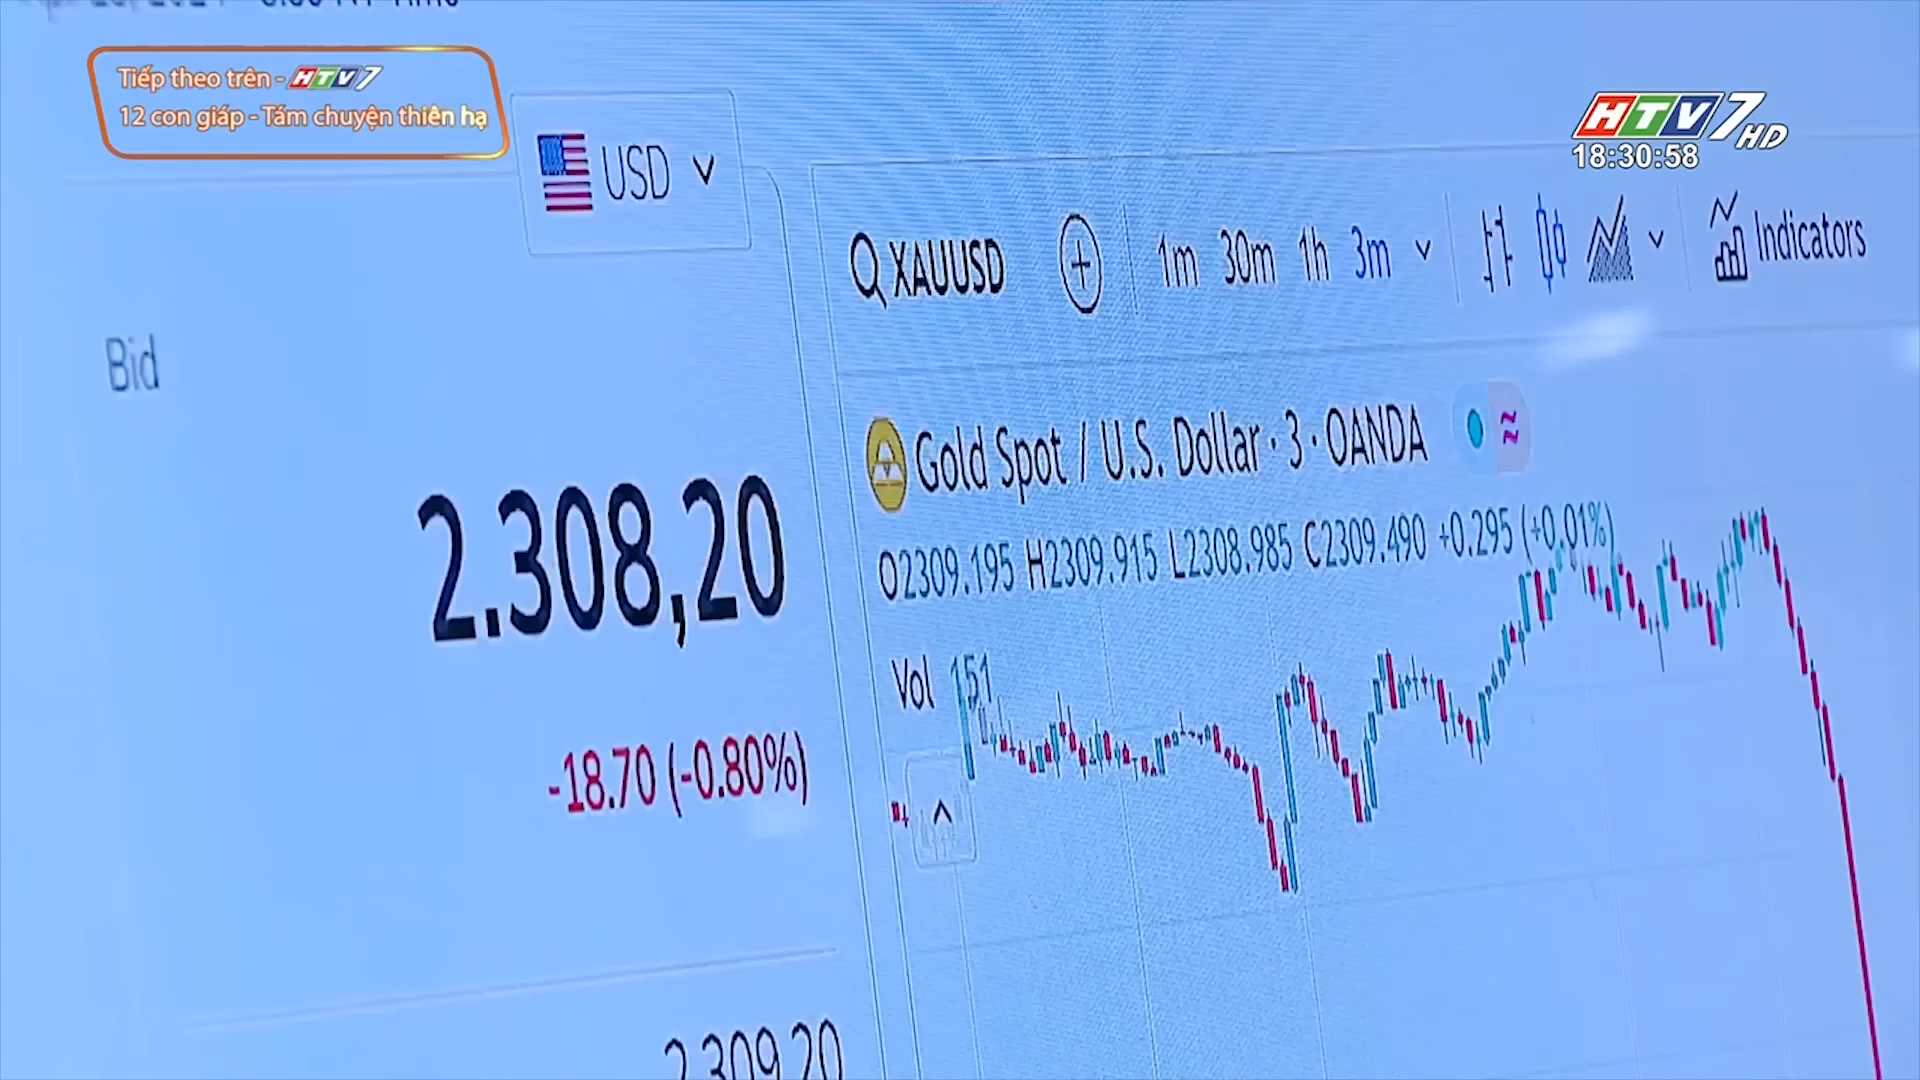 Tiếp theo trên - HTV7
12 con giáp - Tám chuyện thiên hạ
HTV7 HD
18:30:58
USD
XAUUSD
1m 30m 1h 3m
Indicators
Bid
2.308,20
-18.70 (-0.80%)
Gold Spot / U.S. Dollar · 3 · OANDA
O2309.195 H2309.915 L2308.985 C2309.490 +0.295 (+0.01%)
Vol 151
2.309,20